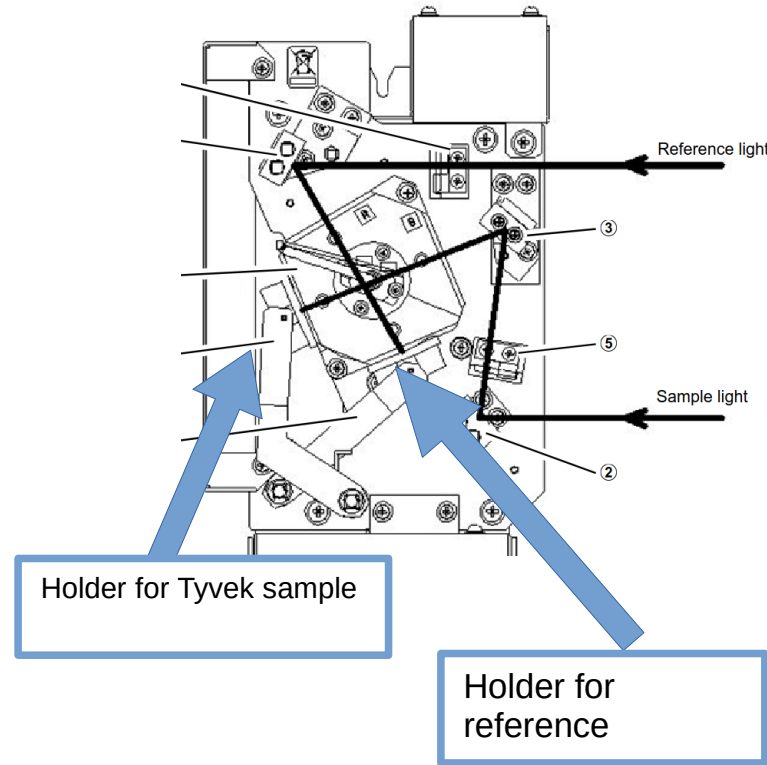 Reference light
③
⑤
Sample light
②
R
Holder for Tyvek sample
Holder for
reference